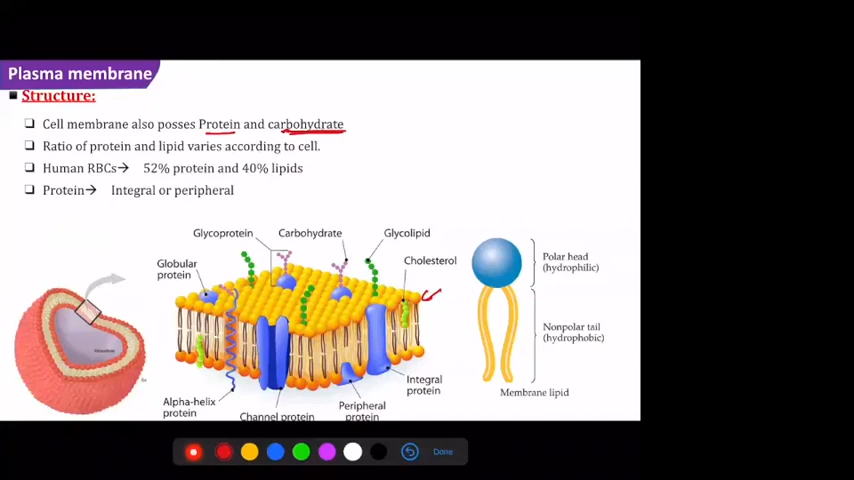 Plasma membrane
Structure:
Cell membrane also posses Protein and carbohydrate
Ratio of protein and lipid varies according to cell.
Human RBCs→ 52% protein and 40% lipids
Protein→ Integral or peripheral
Glycoprotein
Carbohydrate
Glycolipid
Globular
protein
Cholesterol
Polar head
(hydrophilic)
Nonpolar tail
(hydrophobic)
Membrane lipid
Alpha-helix
protein
Channel protein
Peripheral
protein
Integral
protein
Done